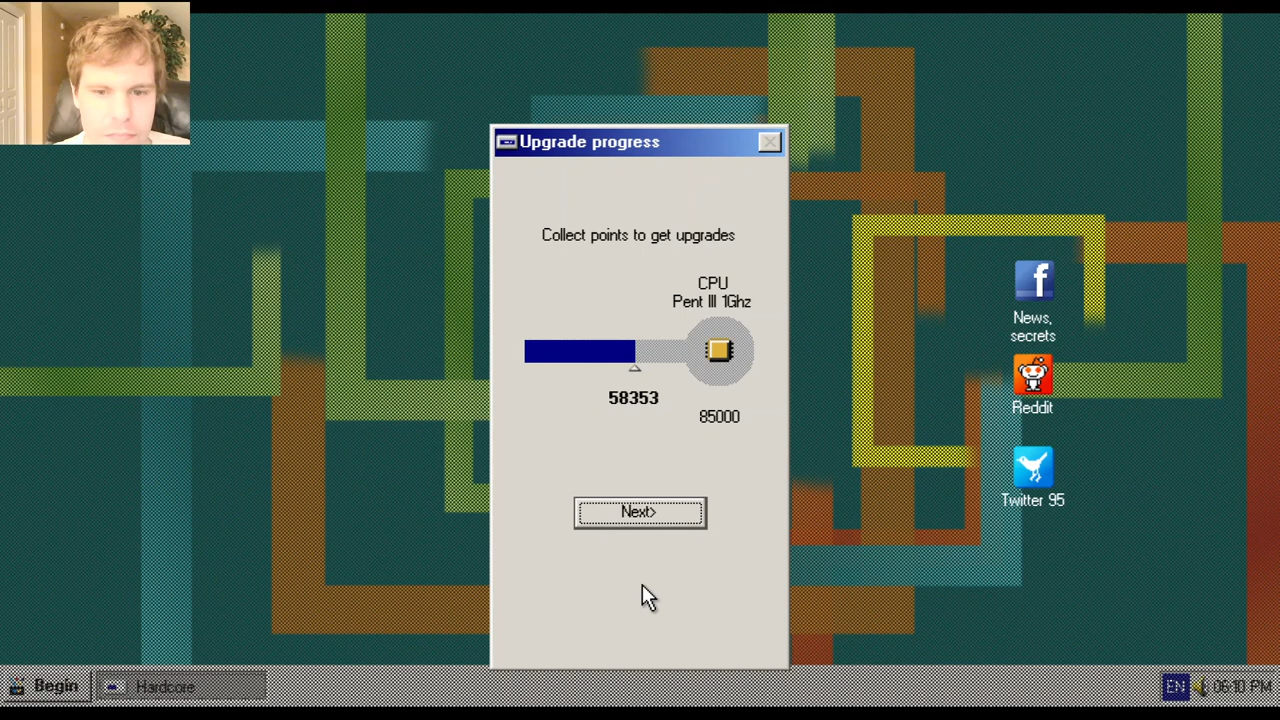 Upgrade progress
Collect points to get upgrades
CPU
Pent III 1Ghz
58353
85000
Next>
News,
secrets
Reddit
Twitter 95
Begin
Hardcore
EN
06:10 PM